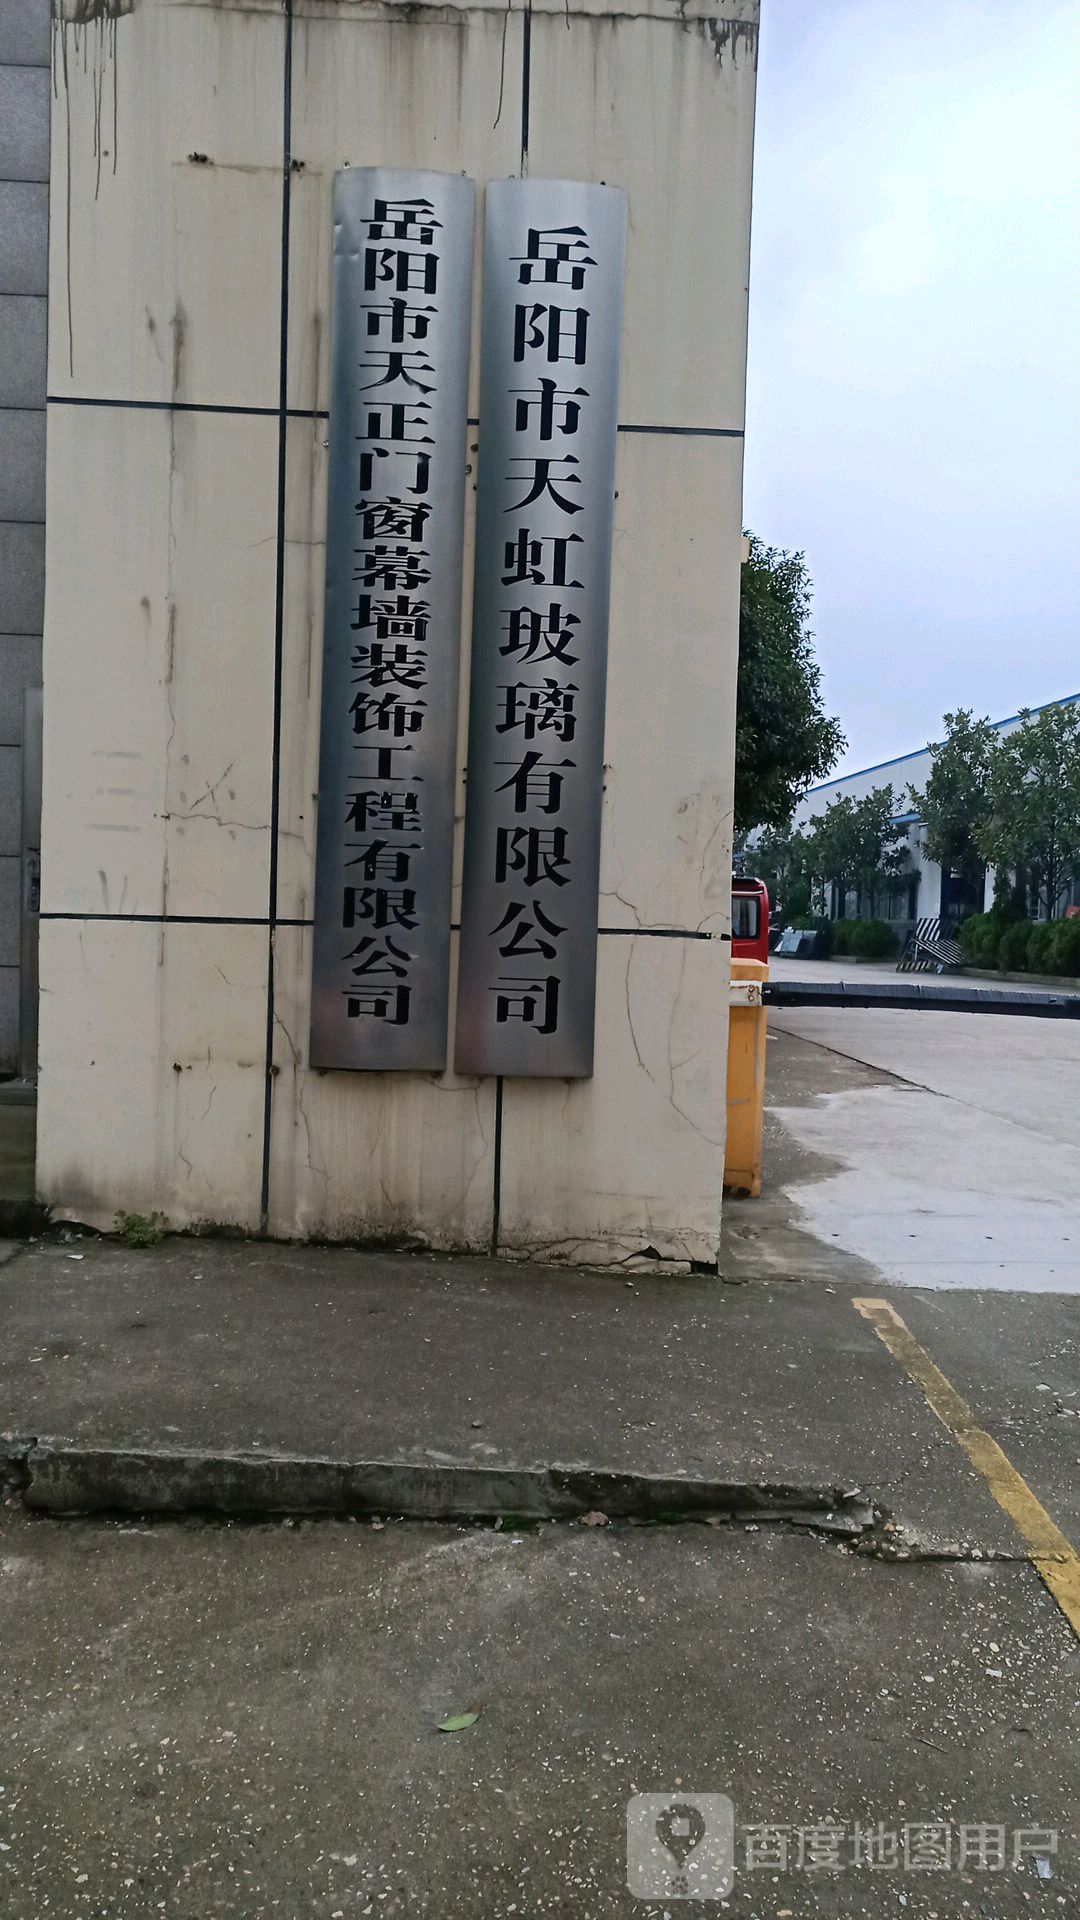 岳阳市天正门窗幕墙装饰工程有限公司
岳阳市天虹玻璃有限公司
百度地图用户